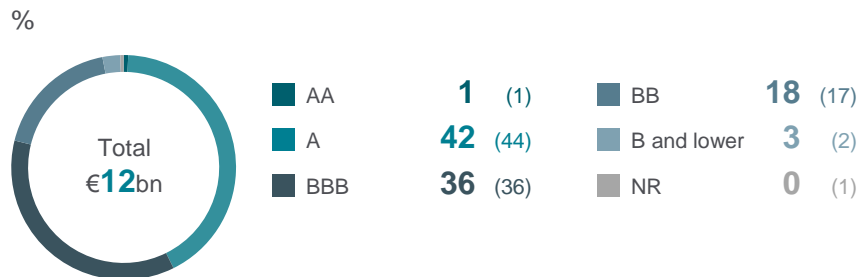 %
Total
€12bn
AA 1 (1)
A 42 (44)
BBB 36 (36)
BB 18 (17)
B and lower 3 (2)
NR 0 (1)